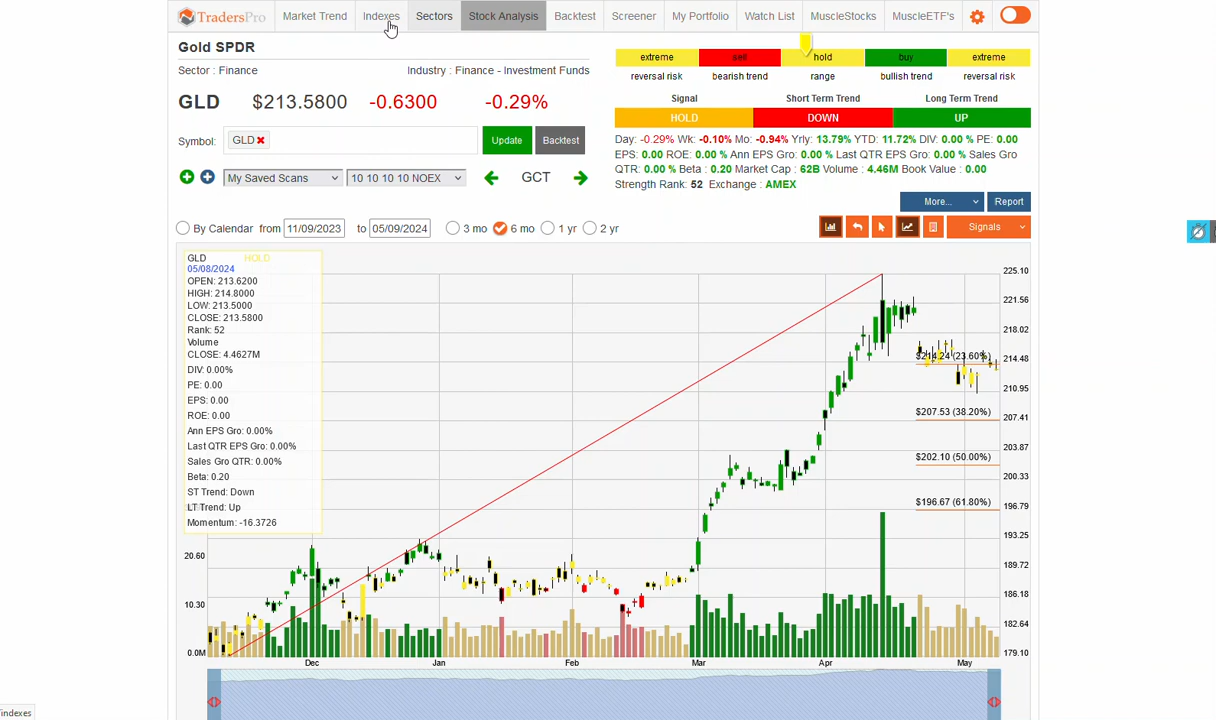 TradersPro Market Trend Indexes Sectors Stock Analysis Backtest Screener My Portfolio Watch List MuscleStocks MuscleETF's
Gold SPDR
Sector : Finance Industry : Finance - Investment Funds
GLD $213.5800 -0.6300 -0.29%
Symbol: GLD Update Backtest
My Saved Scans 10 10 10 10 NOEX GCT
extreme sell hold buy extreme
reversal risk bearish trend range bullish trend reversal risk
Signal Short Term Trend Long Term Trend
HOLD DOWN UP
Day: -0.29% Wk: -0.10% Mo: -0.94% Yrly: 13.79% YTD: 11.72% DIV: 0.00 % PE: 0.00
EPS: 0.00 ROE: 0.00 % Ann EPS Gro: 0.00 % Last QTR EPS Gro: 0.00 % Sales Gro
QTR: 0.00 % Beta : 0.20 Market Cap : 62B Volume : 4.46M Book Value : 0.00
Strength Rank: 52 Exchange : AMEX
More... Report
By Calendar from 11/09/2023 to 05/09/2024 3 mo 6 mo 1 yr 2 yr Signals
GLD HOLD
05/08/2024
OPEN: 213.6200
HIGH: 214.8000
LOW: 213.5000
CLOSE: 213.5800
Rank: 52
Volume
CLOSE: 4.4627M
DIV: 0.00%
PE: 0.00
EPS: 0.00
ROE: 0.00
Ann EPS Gro: 0.00%
Last QTR EPS Gro: 0.00%
Sales Gro QTR: 0.00%
Beta: 0.20
ST Trend: Down
LT Trend: Up
Momentum: -16.3726
20.60
10.30
0.0M
225.10
221.56
218.02
214.48
210.95
207.41
203.87
200.33
196.79
193.25
189.72
186.18
182.64
179.10
$214.24 (23.60%)
$207.53 (38.20%)
$202.10 (50.00%)
$196.67 (61.80%)
Dec Jan Feb Mar Apr May
indexes